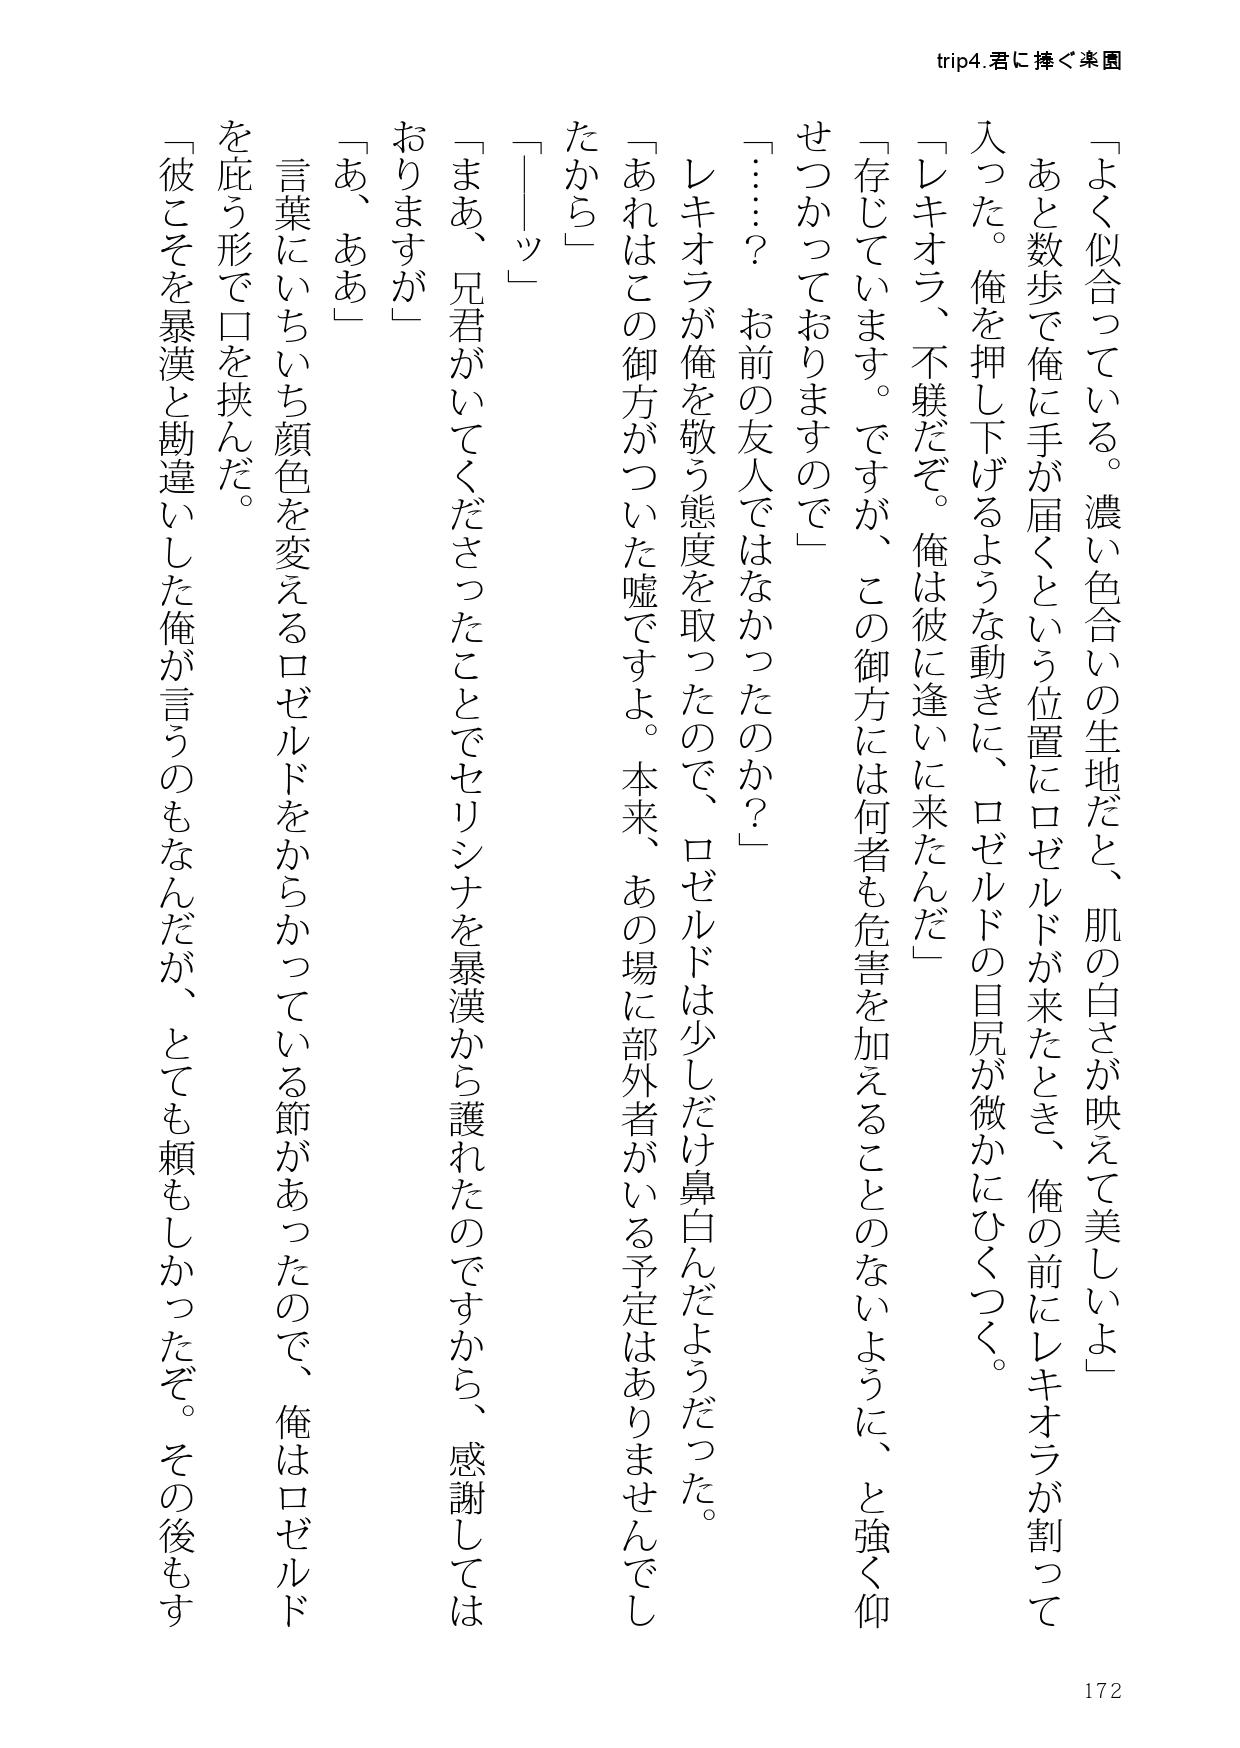 trip4.君に捧ぐ楽園
「よく似合っている。濃い色合いの生地だと、肌の白さが映えて美しいよ」
　あと数歩で俺に手が届くという位置にロゼルドが来たとき、俺の前にレキオラが割って
入った。俺を押し下げるような動きに、ロゼルドの目尻が微かにひくつく。
「レキオラ、不躾だぞ。俺は彼に逢いに来たんだ」
「存じています。ですが、この御方には何者も危害を加えることのないように、と強く仰
せつかっておりますので」
「……？　お前の友人ではなかったのか？」
　レキオラが俺を敬う態度を取ったので、ロゼルドは少しだけ鼻白んだようだった。
「あれはこの御方がついた嘘ですよ。本来、あの場に部外者がいる予定はありませんでし
たから」
「――ッ」
「まあ、兄君がいてくださったことでセリシナを暴漢から護れたのですから、感謝しては
おりますが」
「あ、ああ」
　言葉にいちいち顔色を変えるロゼルドをからかっている節があったので、俺はロゼルド
を庇う形で口を挟んだ。
「彼こそを暴漢と勘違いした俺が言うのもなんだが、とても頼もしかったぞ。その後もす
172